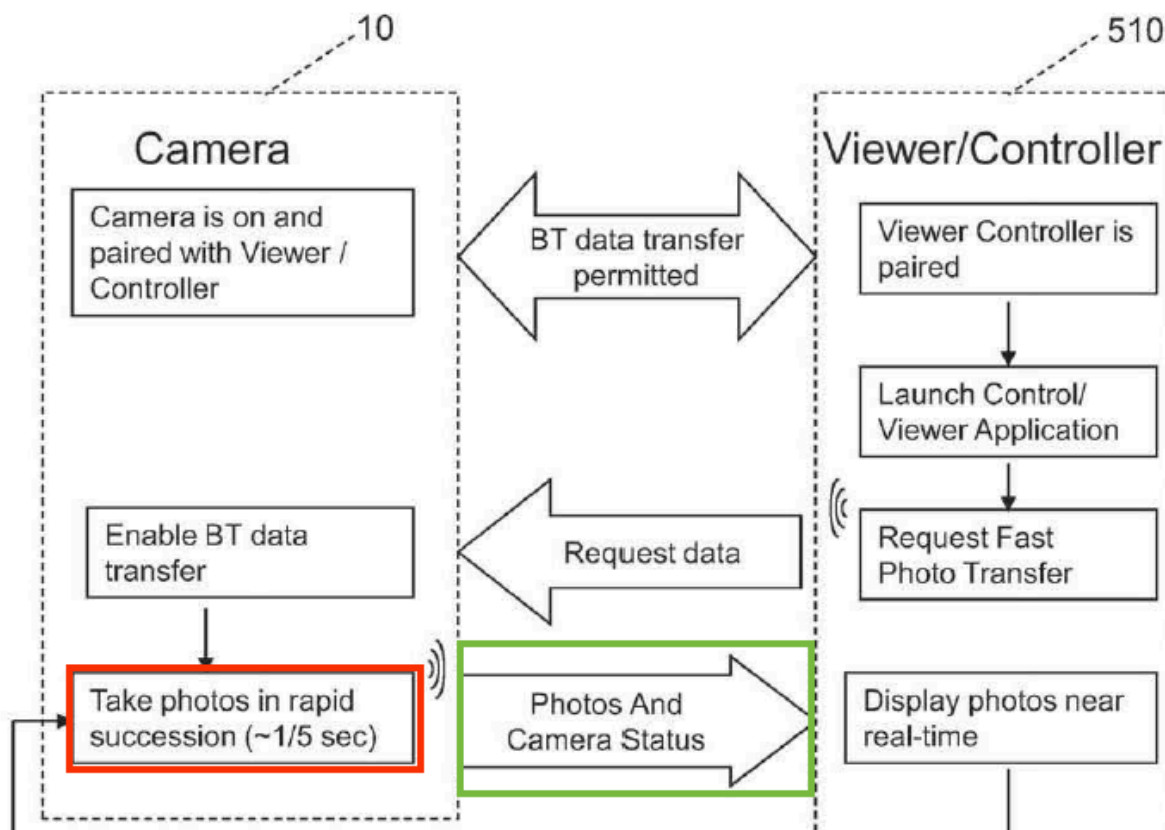 10
510
Camera
Viewer/Controller
Camera is on and
paired with Viewer /
Controller
BT data transfer
permitted
Viewer Controller is
paired
Launch Control/
Viewer Application
Enable BT data
transfer
Request data
Request Fast
Photo Transfer
Take photos in rapid
succession (~1/5 sec)
Photos And
Camera Status
Display photos near
real-time